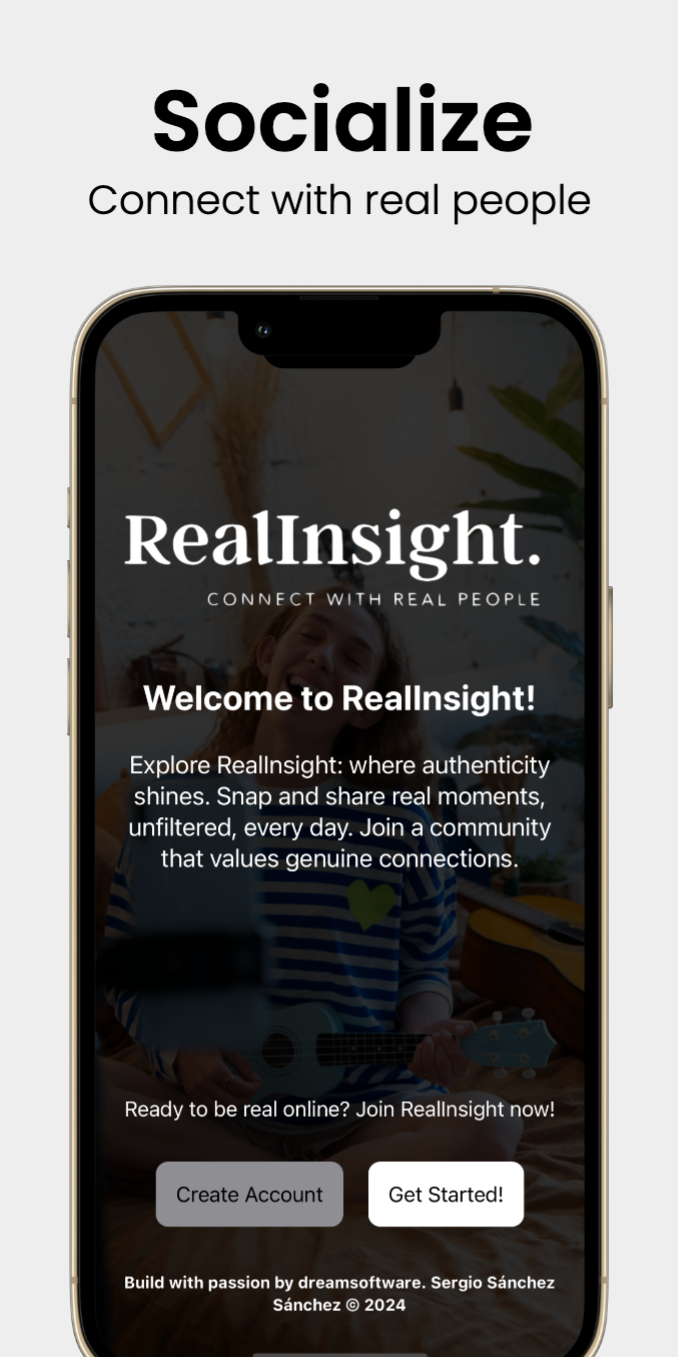 Socialize
Connect with real people
RealInsight.
CONNECT WITH REAL PEOPLE
Welcome to RealInsight!
Explore RealInsight: where authenticity
shines. Snap and share real moments,
unfiltered, every day. Join a community
that values genuine connections.
Ready to be real online? Join RealInsight now!
Create Account
Get Started!
Build with passion by dreamsoftware. Sergio Sánchez
Sánchez © 2024